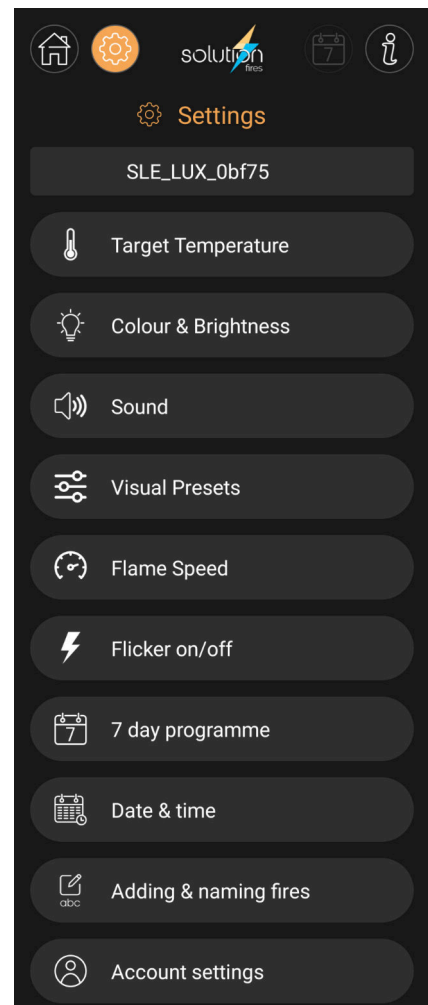 solution
fires
7
Settings
SLE_LUX_0bf75
Target Temperature
Colour & Brightness
Sound
Visual Presets
Flame Speed
Flicker on/off
7
7 day programme
Date & time
abc
Adding & naming fires
Account settings